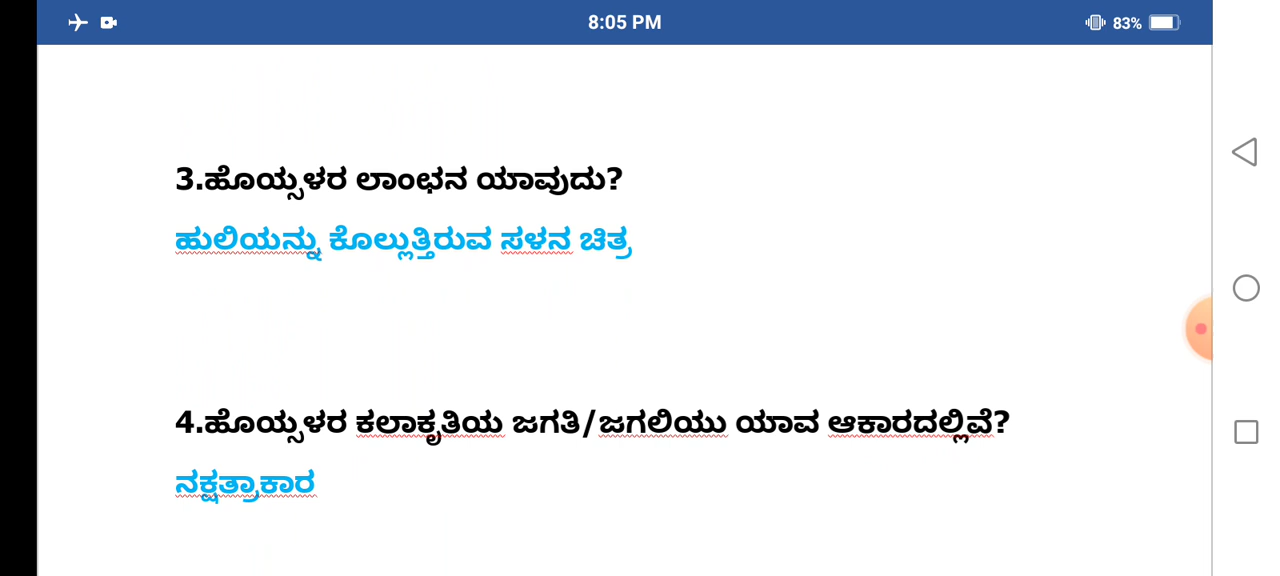 8:05 PM
83%
3.ಹೊಯ್ಸಳರ ಲಾಂಛನ ಯಾವುದು?
ಹುಲಿಯನ್ನು ಕೊಲ್ಲುತ್ತಿರುವ ಸಳನ ಚಿತ್ರ
4.ಹೊಯ್ಸಳರ ಕಲಾಕೃತಿಯ ಜಗತಿ/ಜಗಲಿಯು ಯಾವ ಆಕಾರದಲ್ಲಿವೆ?
ನಕ್ಷತ್ರಾಕಾರ